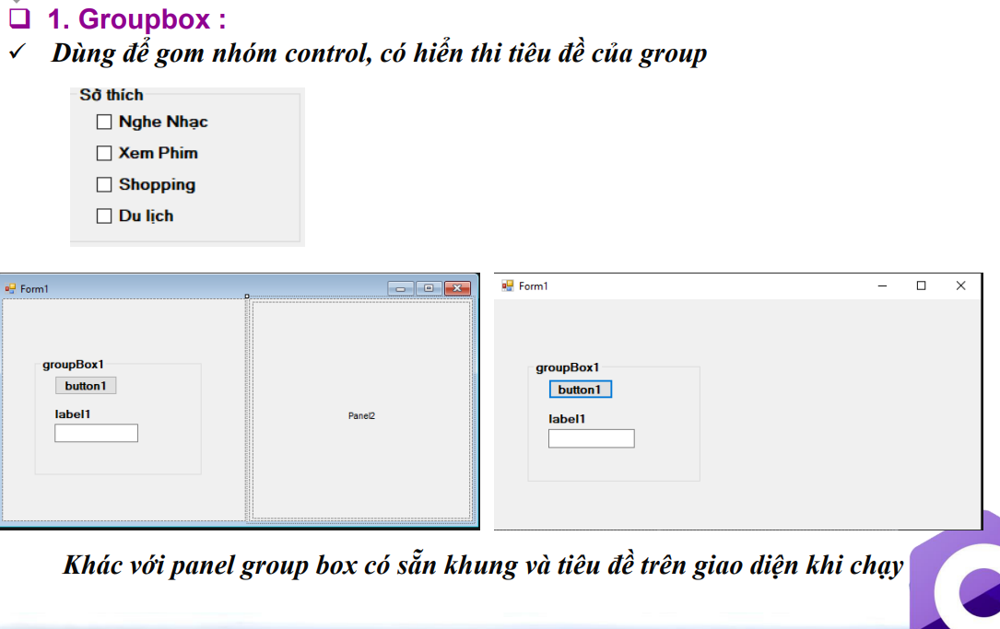 1. Groupbox :
Dùng để gom nhóm control, có hiển thi tiêu đề của group
Sở thích
Nghe Nhạc
Xem Phim
Shopping
Du lịch
Form1
groupBox1
button1
label1
Panel2
Form1
groupBox1
button1
label1
Khác với panel group box có sẵn khung và tiêu đề trên giao diện khi chạy